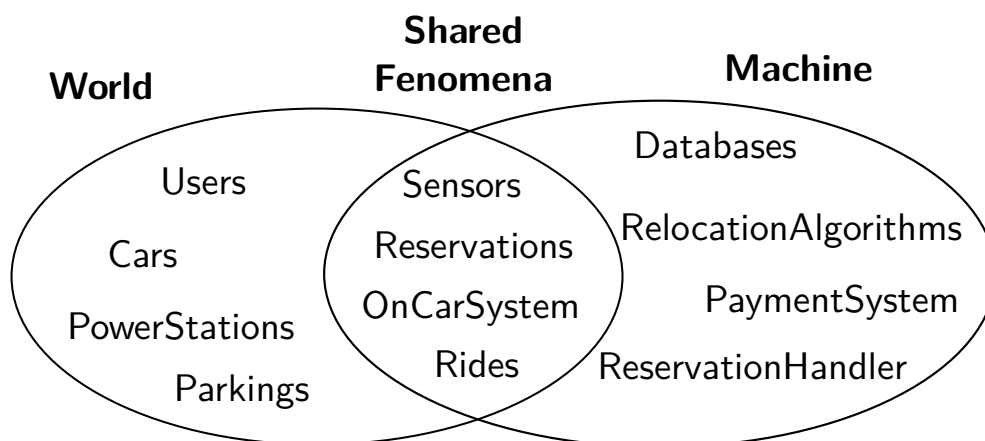 World
Shared
Fenomena
Machine
Users
Cars
PowerStations
Parkings
Sensors
Reservations
OnCarSystem
Rides
Databases
RelocationAlgorithms
PaymentSystem
ReservationHandler